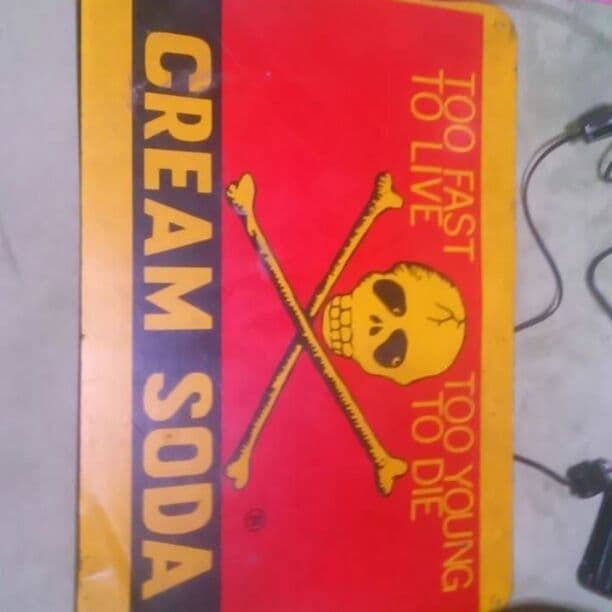 TOO FAST
TO LIVE
TOO YOUNG
TO DIE
®
CREAM SODA